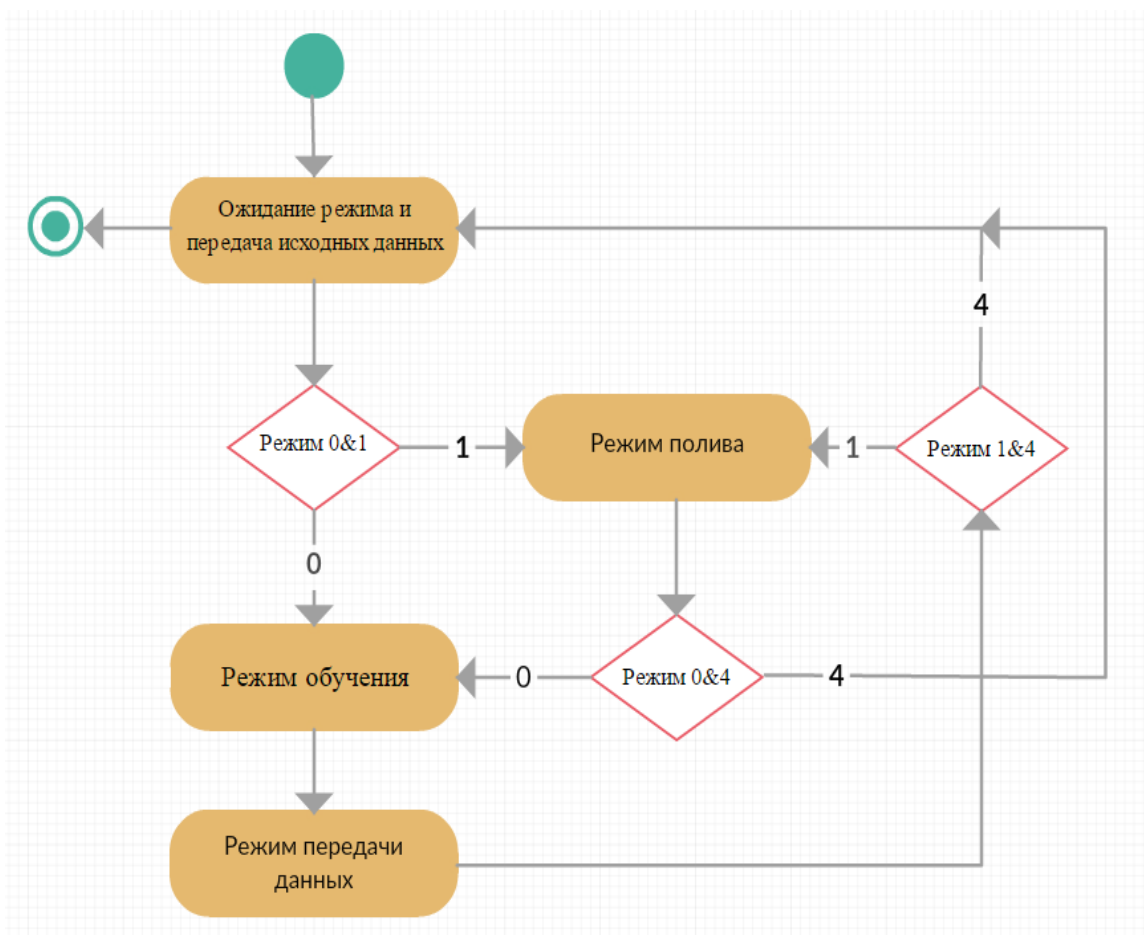 Ожидание режима и
передача исходных данных
4
Режим 0&1
1
Режим полива
1
Режим 1&4
0
Режим обучения
0
Режим 0&4
4
Режим передачи
данных